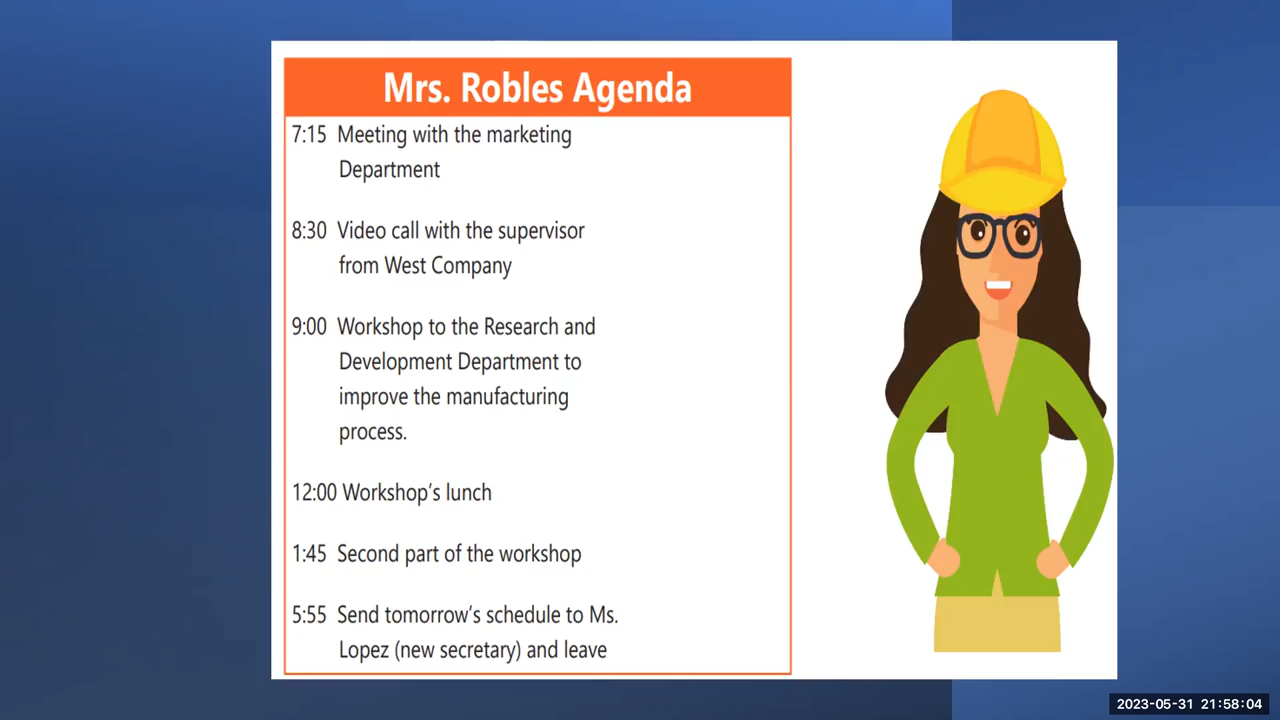 Mrs. Robles Agenda
7:15 Meeting with the marketing
Department
8:30 Video call with the supervisor
from West Company
9:00 Workshop to the Research and
Development Department to
improve the manufacturing
process.
12:00 Workshop's lunch
1:45 Second part of the workshop
5:55 Send tomorrow's schedule to Ms.
Lopez (new secretary) and leave
2023-05-31 21:58:04